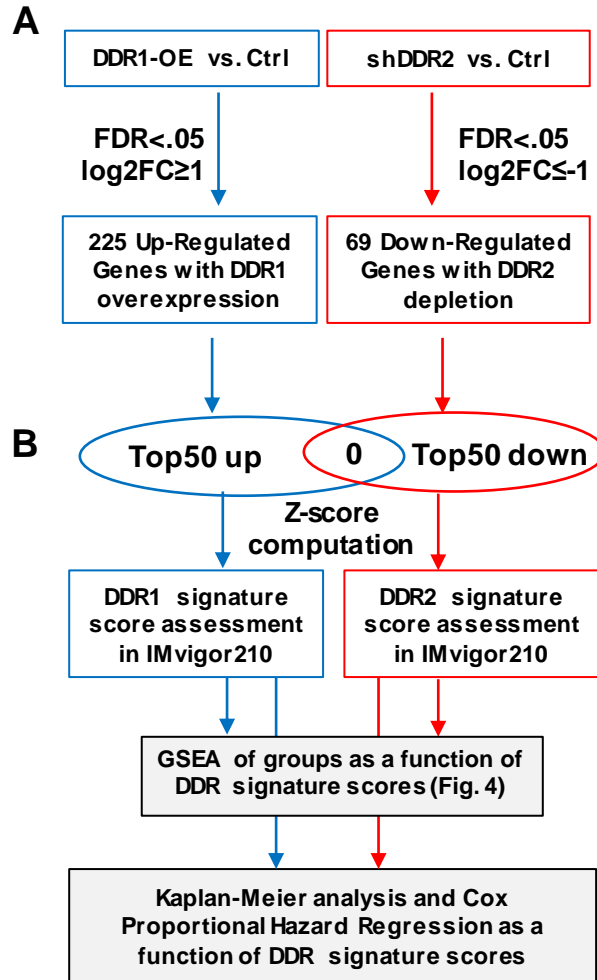 A
DDR1-OE vs. Ctrl
shDDR2 vs. Ctrl
FDR<.05
log2FC≥1
FDR<.05
log2FC≤-1
225 Up-Regulated
Genes with DDR1
overexpression
69 Down-Regulated
Genes with DDR2
depletion
B
Top50 up
0
Top50 down
Z-score
computation
DDR1 signature
score assessment
in IMvigor210
DDR2 signature
score assessment
in IMvigor210
GSEA of groups as a function of
DDR signature scores (Fig. 4)
Kaplan-Meier analysis and Cox
Proportional Hazard Regression as a
function of DDR signature scores